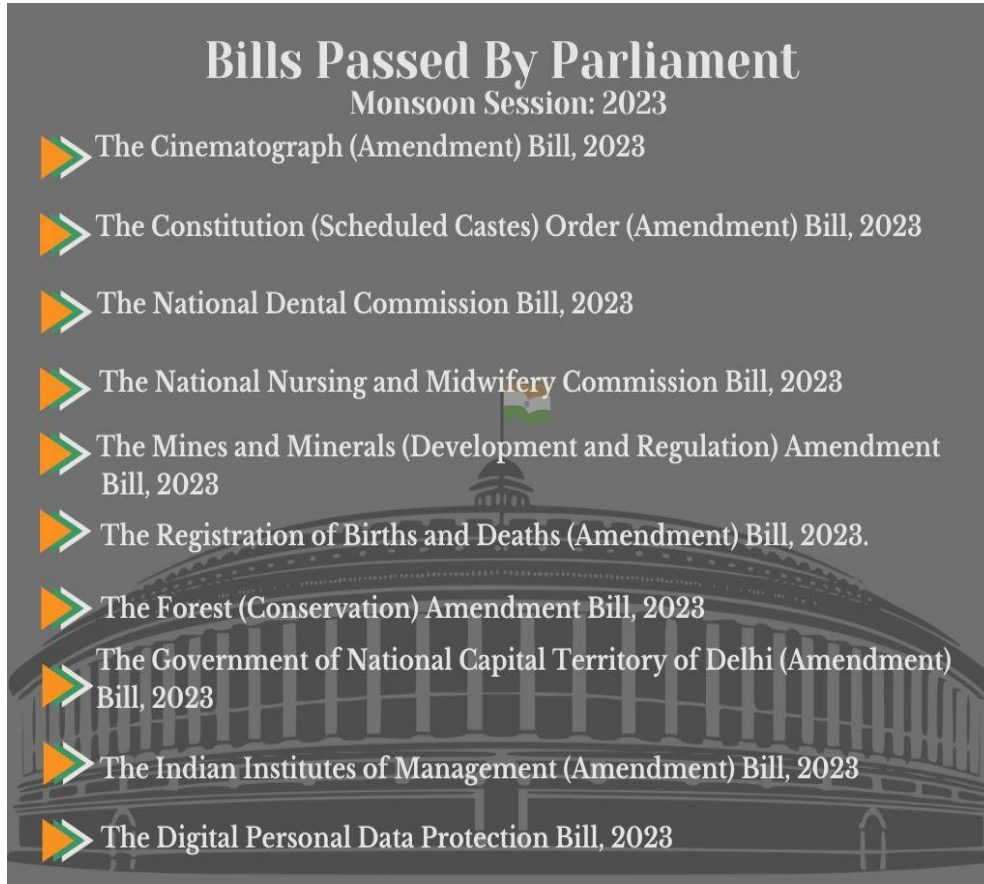 Bills Passed By Parliament
Monsoon Session: 2023
The Cinematograph (Amendment) Bill, 2023
The Constitution (Scheduled Castes) Order (Amendment) Bill, 2023
The National Dental Commission Bill, 2023
The National Nursing and Midwifery Commission Bill, 2023
The Mines and Minerals (Development and Regulation) Amendment
Bill, 2023
The Registration of Births and Deaths (Amendment) Bill, 2023.
The Forest (Conservation) Amendment Bill, 2023
The Government of National Capital Territory of Delhi (Amendment)
Bill, 2023
The Indian Institutes of Management (Amendment) Bill, 2023
The Digital Personal Data Protection Bill, 2023